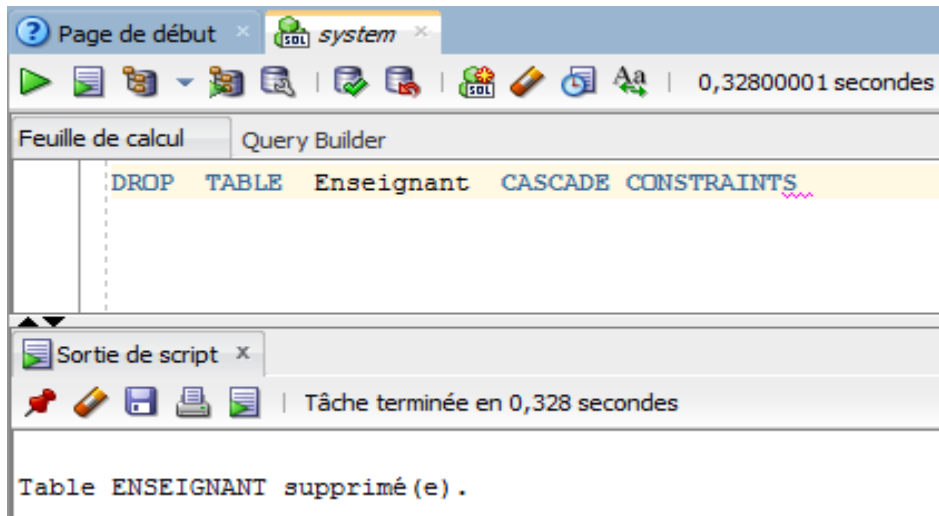 Page de début system
0,32800001 secondes
Feuille de calcul Query Builder
DROP TABLE Enseignant CASCADE CONSTRAINTS
Sortie de script
Tâche terminée en 0,328 secondes
Table ENSEIGNANT supprimé(e).